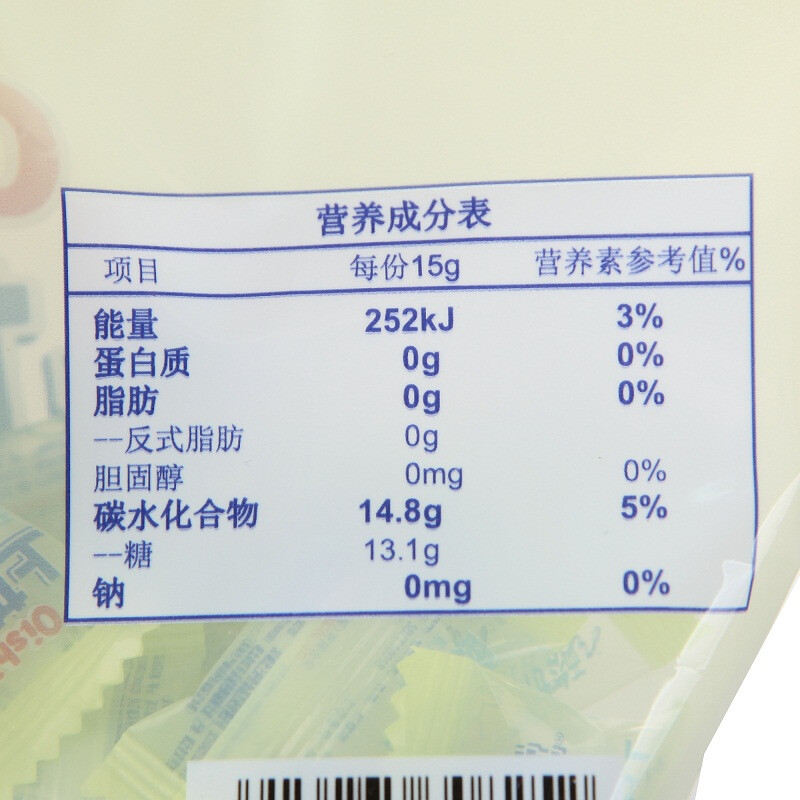 营养成分表
项目 每份15g 营养素参考值%
能量 252kJ 3%
蛋白质 0g 0%
脂肪 0g 0%
--反式脂肪 0g
胆固醇 0mg 0%
碳水化合物 14.8g 5%
--糖 13.1g
钠 0mg 0%